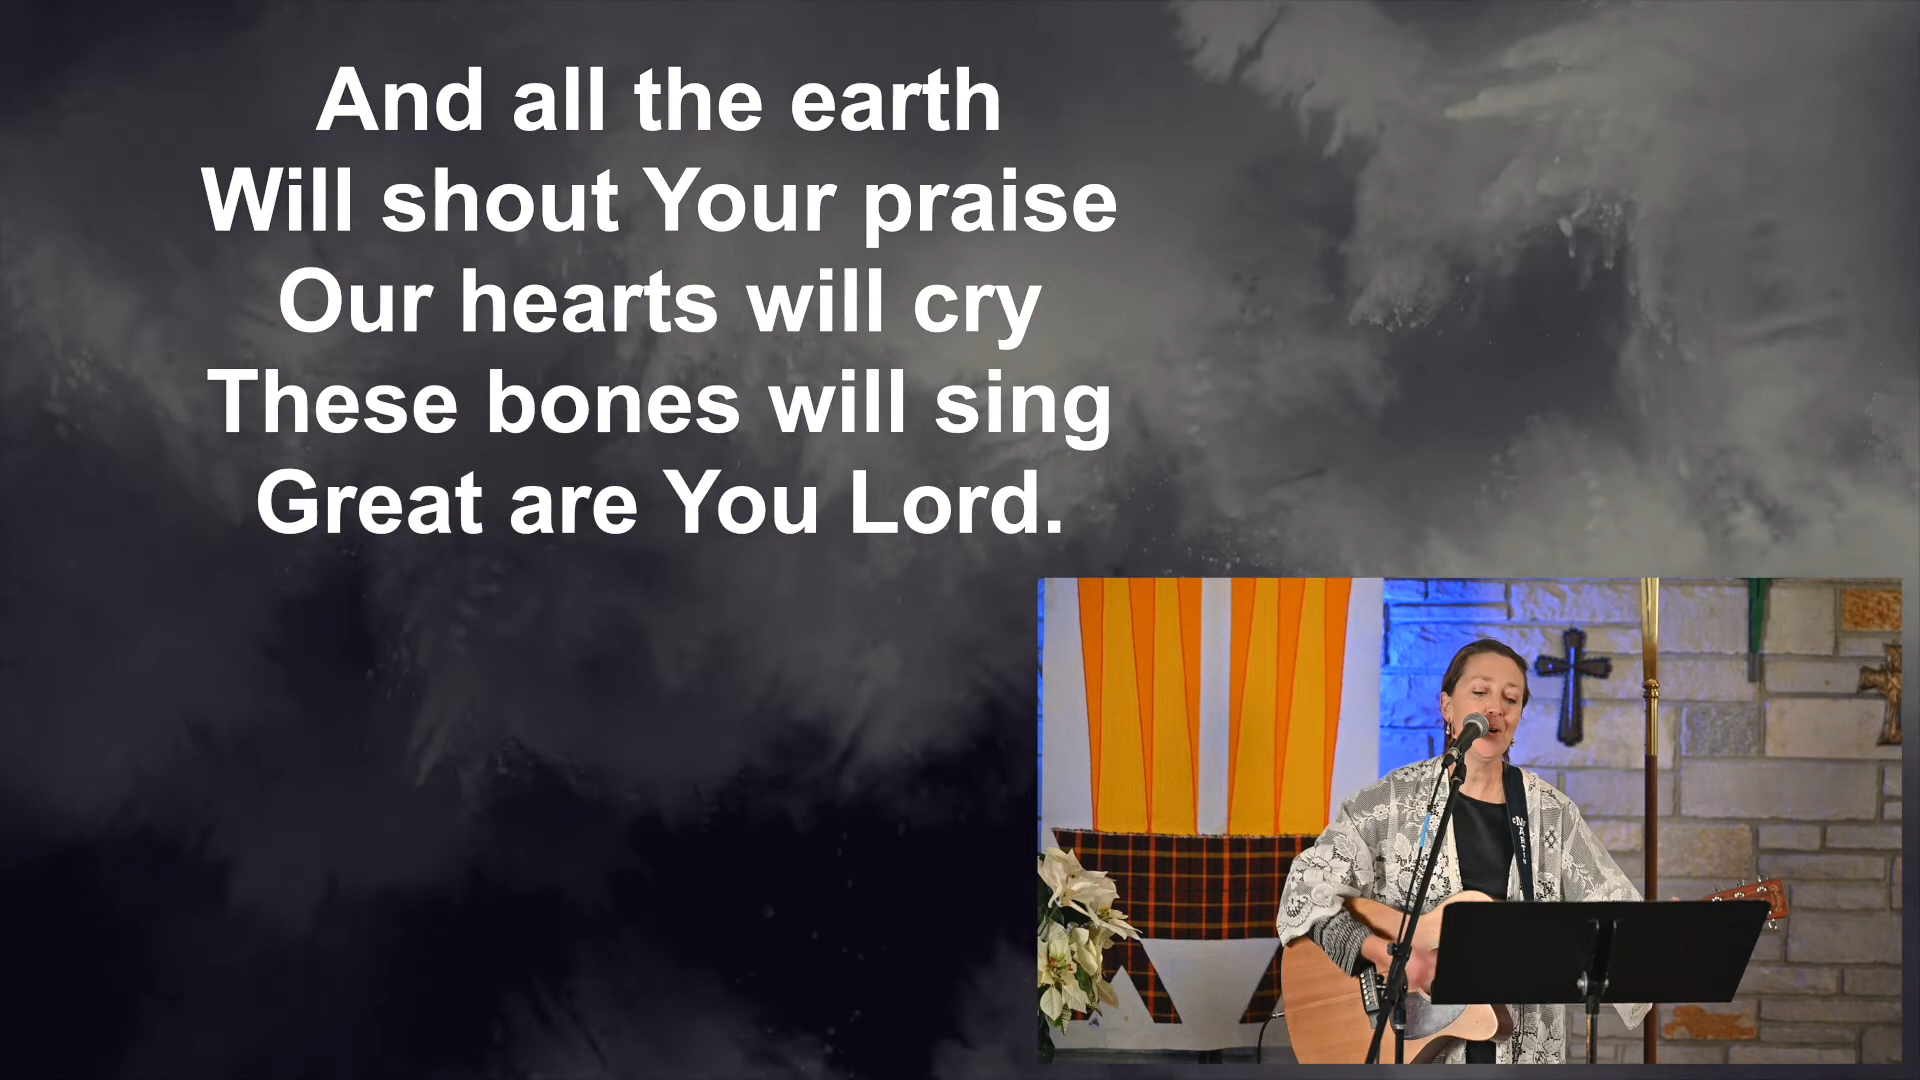 And all the earth
Will shout Your praise
Our hearts will cry
These bones will sing
Great are You Lord.
MARTIN